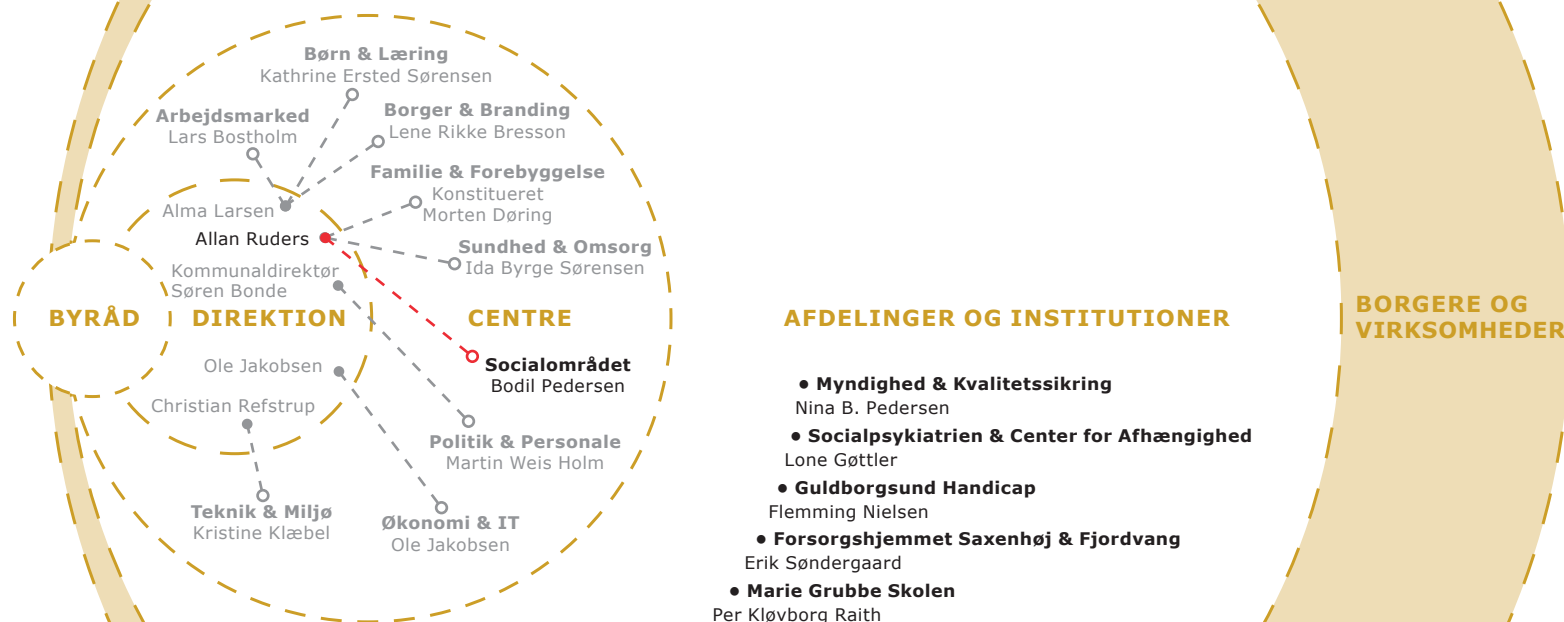 Børn & Læring
Kathrine Ersted Sørensen
Arbejdsmarked
Lars Bostholm
Borger & Branding
Lene Rikke Bresson
Familie & Forebyggelse
Konstitueret
Morten Døring
Alma Larsen
Allan Ruders
Sundhed & Omsorg
Ida Byrge Sørensen
Kommunaldirektør
Søren Bonde
BYRÅD
DIREKTION
CENTRE
AFDELINGER OG INSTITUTIONER
BORGERE OG
VIRKSOMHEDER
Ole Jakobsen
Socialområdet
Bodil Pedersen
Christian Refstrup
Politik & Personale
Martin Weis Holm
Teknik & Miljø
Kristine Klæbel
Økonomi & IT
Ole Jakobsen
• Myndighed & Kvalitetssikring
Nina B. Pedersen
• Socialpsykiatrien & Center for Afhængighed
Lone Gøttler
• Guldborgsund Handicap
Flemming Nielsen
• Forsorgshjemmet Saxenhøj & Fjordvang
Erik Søndergaard
• Marie Grubbe Skolen
Per Kløvborg Raith